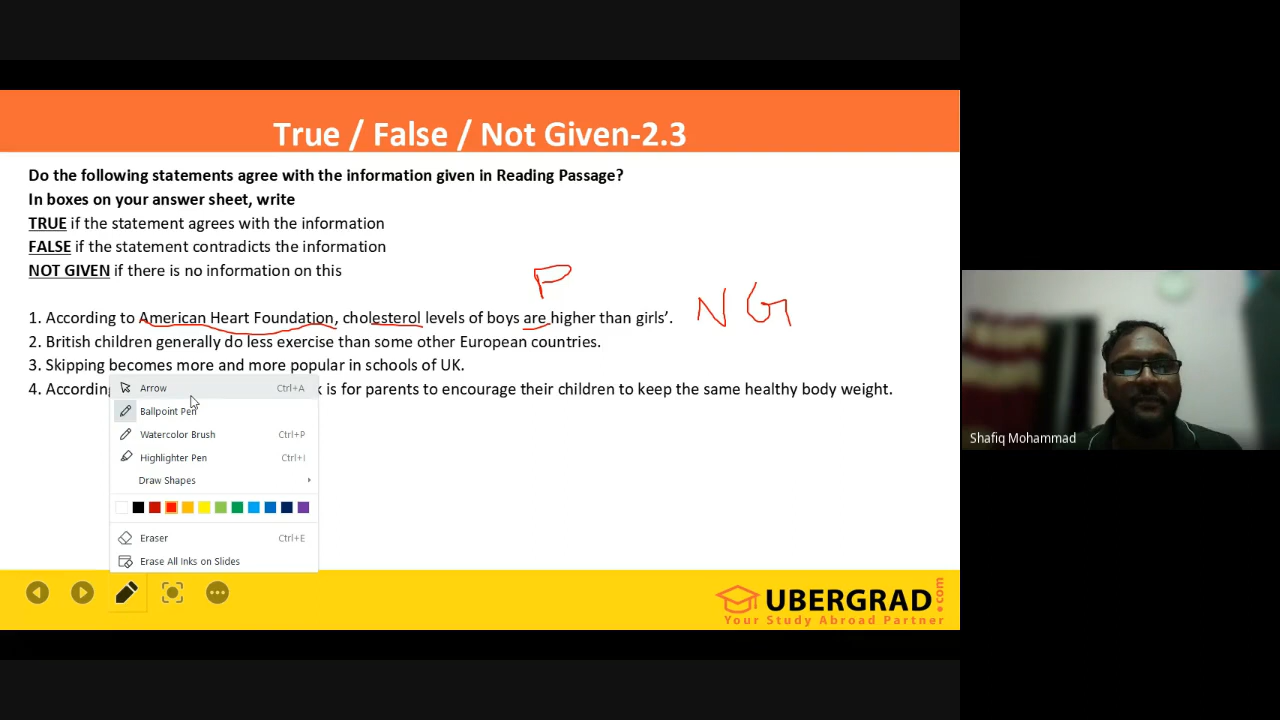 True / False / Not Given-2.3
Do the following statements agree with the information given in Reading Passage?
In boxes on your answer sheet, write
TRUE if the statement agrees with the information
FALSE if the statement contradicts the information
NOT GIVEN if there is no information on this
P
1. According to American Heart Foundation, cholesterol levels of boys are higher than girls’. NG
2. British children generally do less exercise than some other European countries.
3. Skipping becomes more and more popular in schools of UK.
4. According is for parents to encourage their children to keep the same healthy body weight.
Arrow Ctrl+A
Ballpoint Pen
Watercolor Brush Ctrl+P
Highlighter Pen Ctrl+I
Draw Shapes
Eraser Ctrl+E
Erase All Inks on Slides
UBERGRAD.com
Your Study Abroad Partner
Shafiq Mohammad